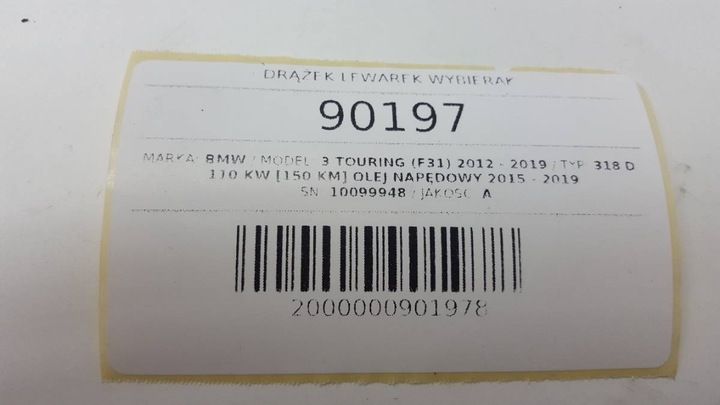 DRĄŻEK LEWAREK WYBIERAK
90197
MARKA: BMW / MODEL: 3 TOURING (F31) 2012 - 2019 / TYP: 318 D
110 KW [150 KM] OLEJ NAPĘDOWY 2015 - 2019
SN: 10099948 / JAKOŚĆ: A
2000000901978